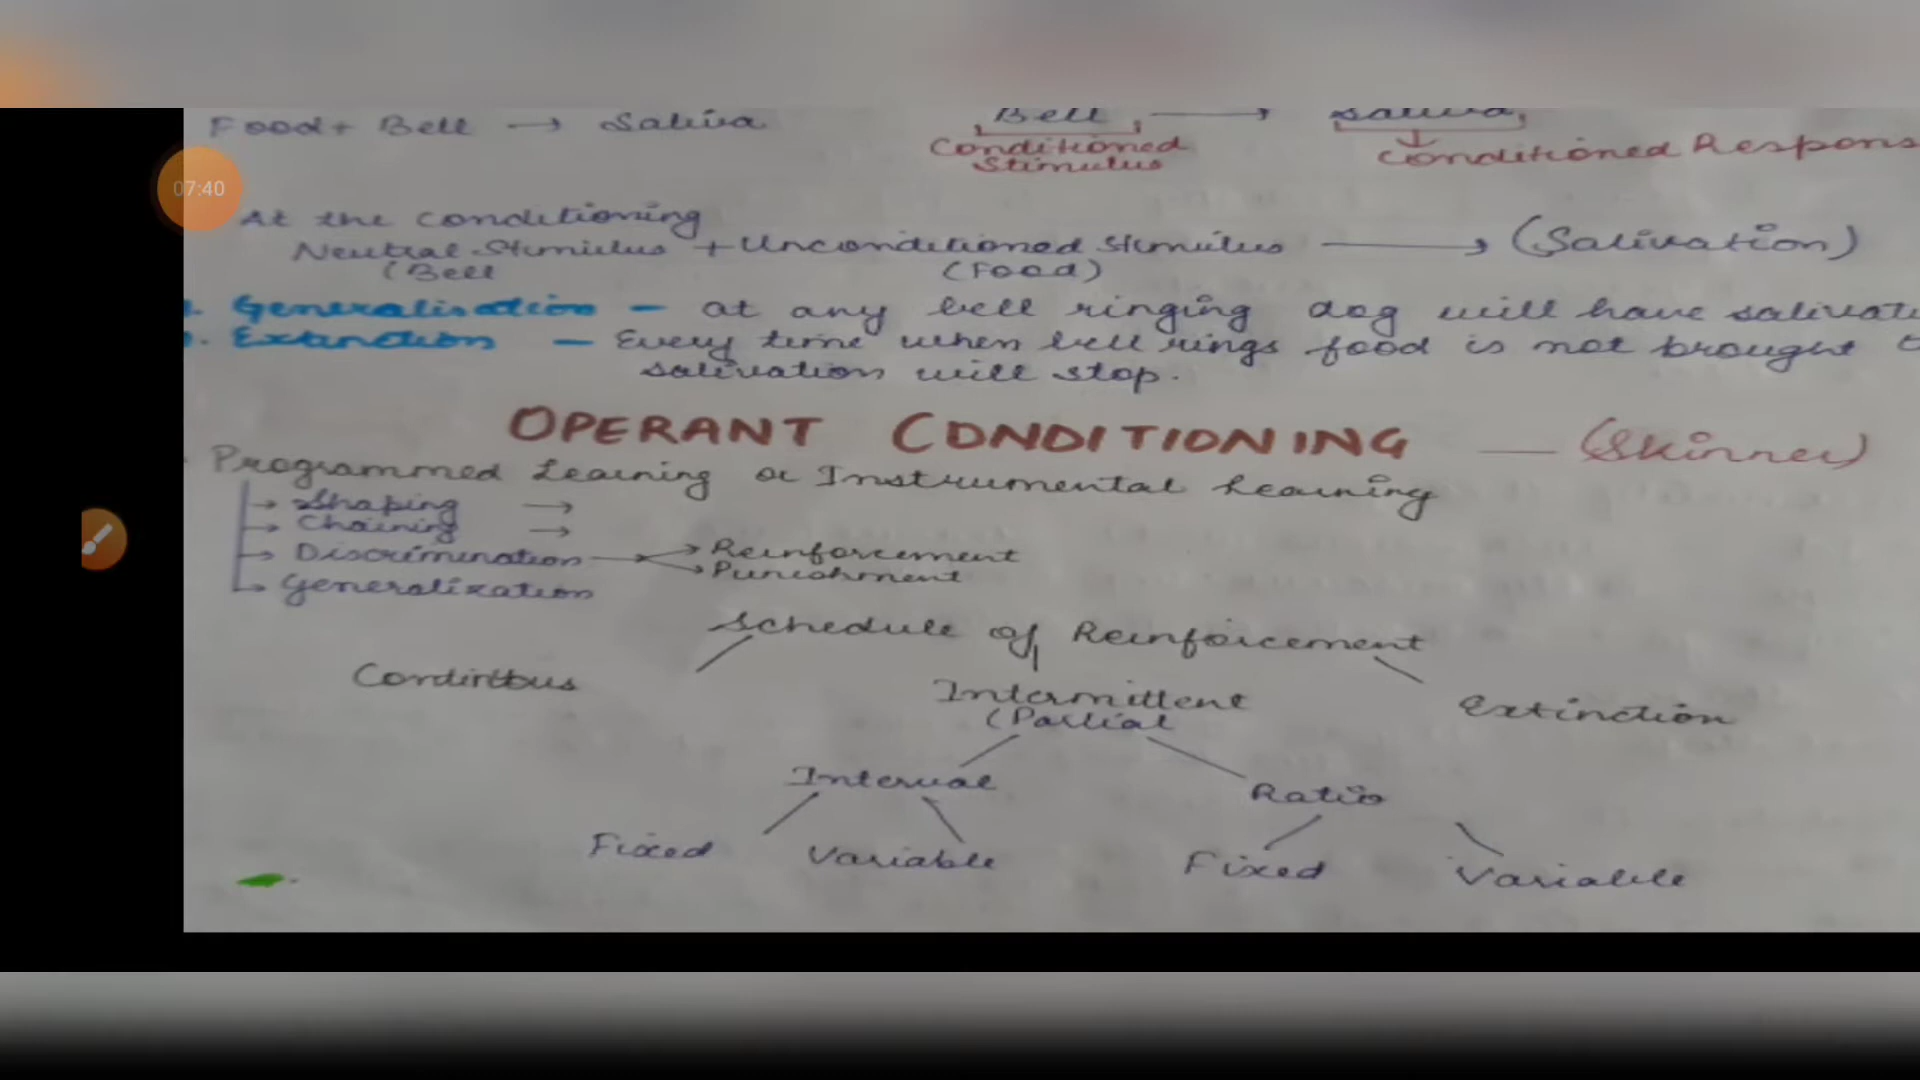 Food + Bell → Saliva
Bell → Saliva
Conditioned Stimulus
Conditioned Respons
07:40
At the conditioning
Neutral Stimulus + Unconditioned Stimulus → (Salivation)
(Bell
(Food)
Generalisation - at any bell ringing dog will have salivati
Extinction - Every time when bell rings food is not brought t
salivation will stop.
OPERANT CONDITIONING - (Skinner)
Programmed Learning or Instrumental Learning
→ Shaping →
→ Chaining →
→ Discrimination → Reinforcement
→ Punishment
→ Generalization
Schedule of Reinforcement
Intermittent
(Partial
Extinction
Interval
Ratio
Fixed
Variable
Fixed
Variable